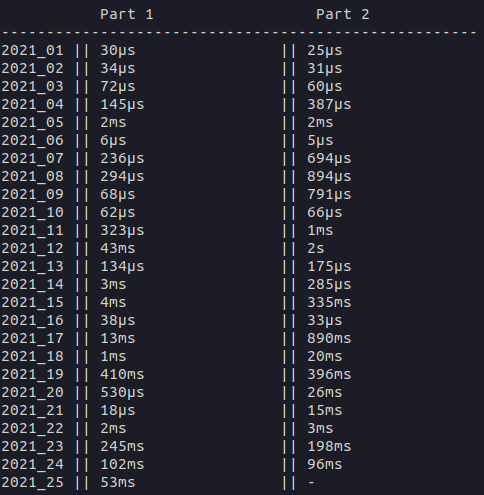 Part 1 Part 2
-----------------------------------------------------
2021_01 || 30µs || 25µs
2021_02 || 34µs || 31µs
2021_03 || 72µs || 60µs
2021_04 || 145µs || 387µs
2021_05 || 2ms || 2ms
2021_06 || 6µs || 5µs
2021_07 || 236µs || 694µs
2021_08 || 294µs || 894µs
2021_09 || 68µs || 791µs
2021_10 || 62µs || 66µs
2021_11 || 323µs || 1ms
2021_12 || 43ms || 2s
2021_13 || 134µs || 175µs
2021_14 || 3ms || 285µs
2021_15 || 4ms || 335ms
2021_16 || 38µs || 33µs
2021_17 || 13ms || 890ms
2021_18 || 1ms || 20ms
2021_19 || 410ms || 396ms
2021_20 || 530µs || 26ms
2021_21 || 18µs || 15ms
2021_22 || 2ms || 3ms
2021_23 || 245ms || 198ms
2021_24 || 102ms || 96ms
2021_25 || 53ms || -